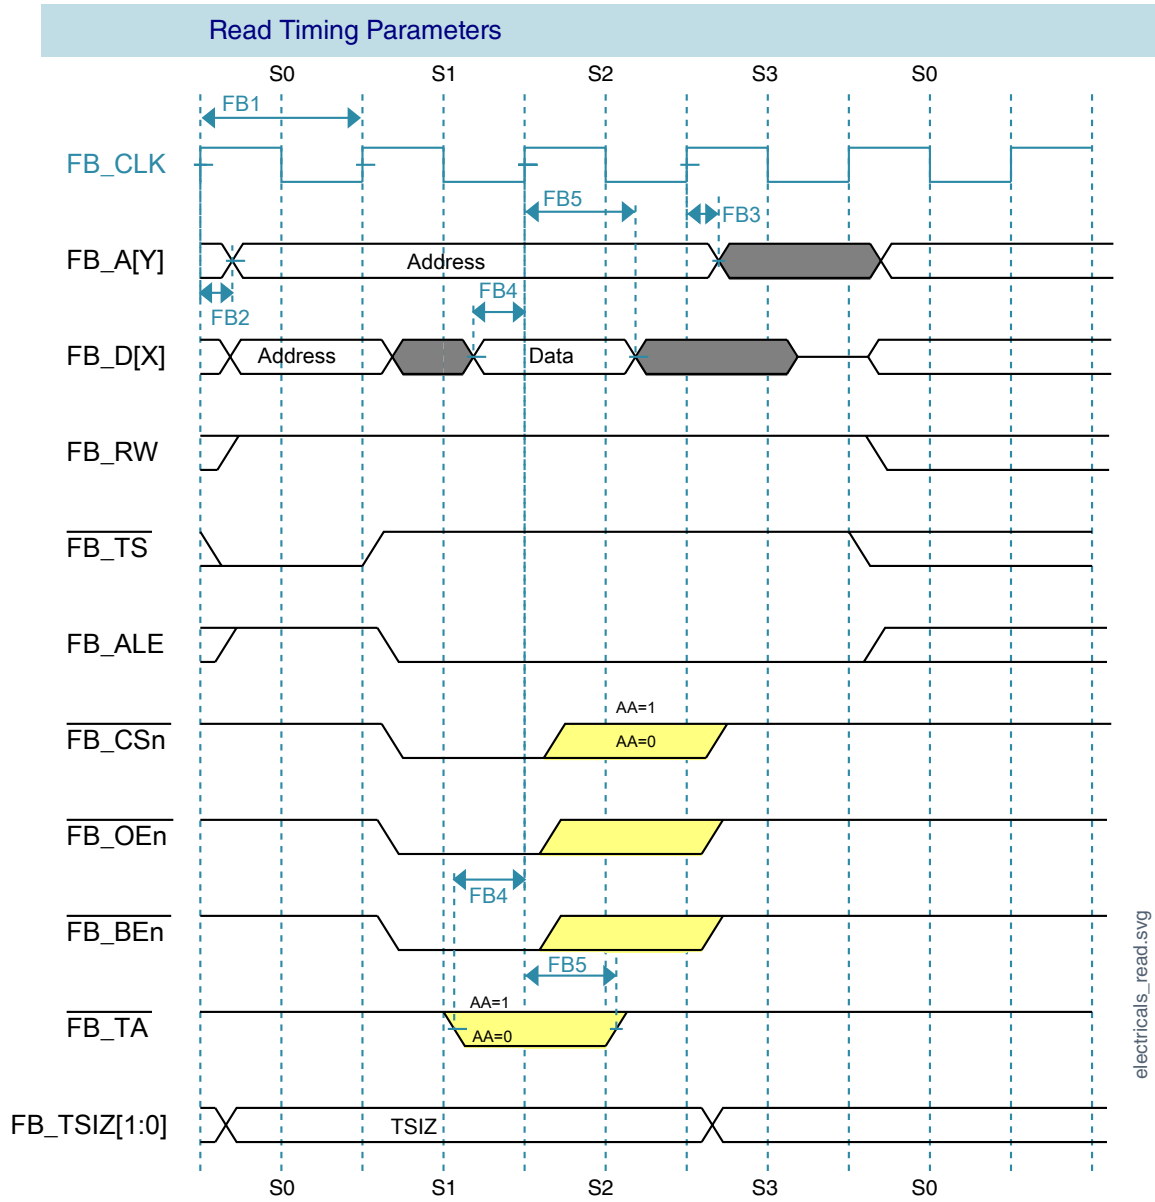 Read Timing Parameters
S0 S1 S2 S3 S0
FB1
FB_CLK
FB5
FB3
FB_A[Y]
Address
FB4
FB2
FB_D[X]
Address
Data
FB_RW
FB_TS
FB_ALE
AA=1
FB_CSn
AA=0
FB_OEn
FB4
FB_BEn
FB5
AA=1
FB_TA
AA=0
FB_TSIZ[1:0]
TSIZ
S0 S1 S2 S3 S0
electricals_read.svg